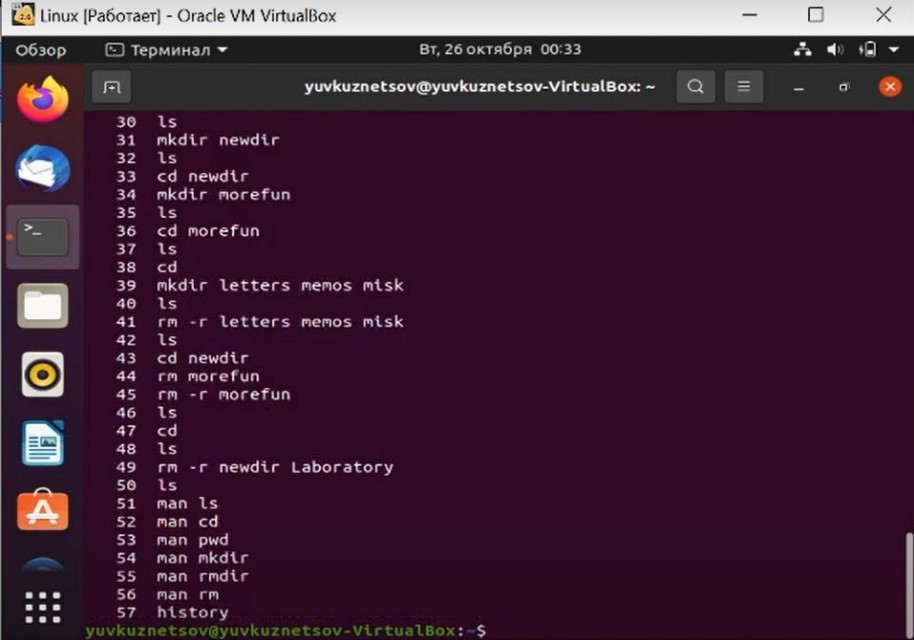 Linux [Работает] - Oracle VM VirtualBox
Обзор Терминал Вт, 26 октября 00:33
yuvkuznetsov@yuvkuznetsov-VirtualBox: ~
30 ls
31 mkdir newdir
32 ls
33 cd newdir
34 mkdir morefun
35 ls
36 cd morefun
37 ls
38 cd
39 mkdir letters memos misk
40 ls
41 rm -r letters memos misk
42 ls
43 cd newdir
44 rm morefun
45 rm -r morefun
46 ls
47 cd
48 ls
49 rm -r newdir Laboratory
50 ls
51 man ls
52 man cd
53 man pwd
54 man mkdir
55 man rmdir
56 man rm
57 history
yuvkuznetsov@yuvkuznetsov-VirtualBox:~$